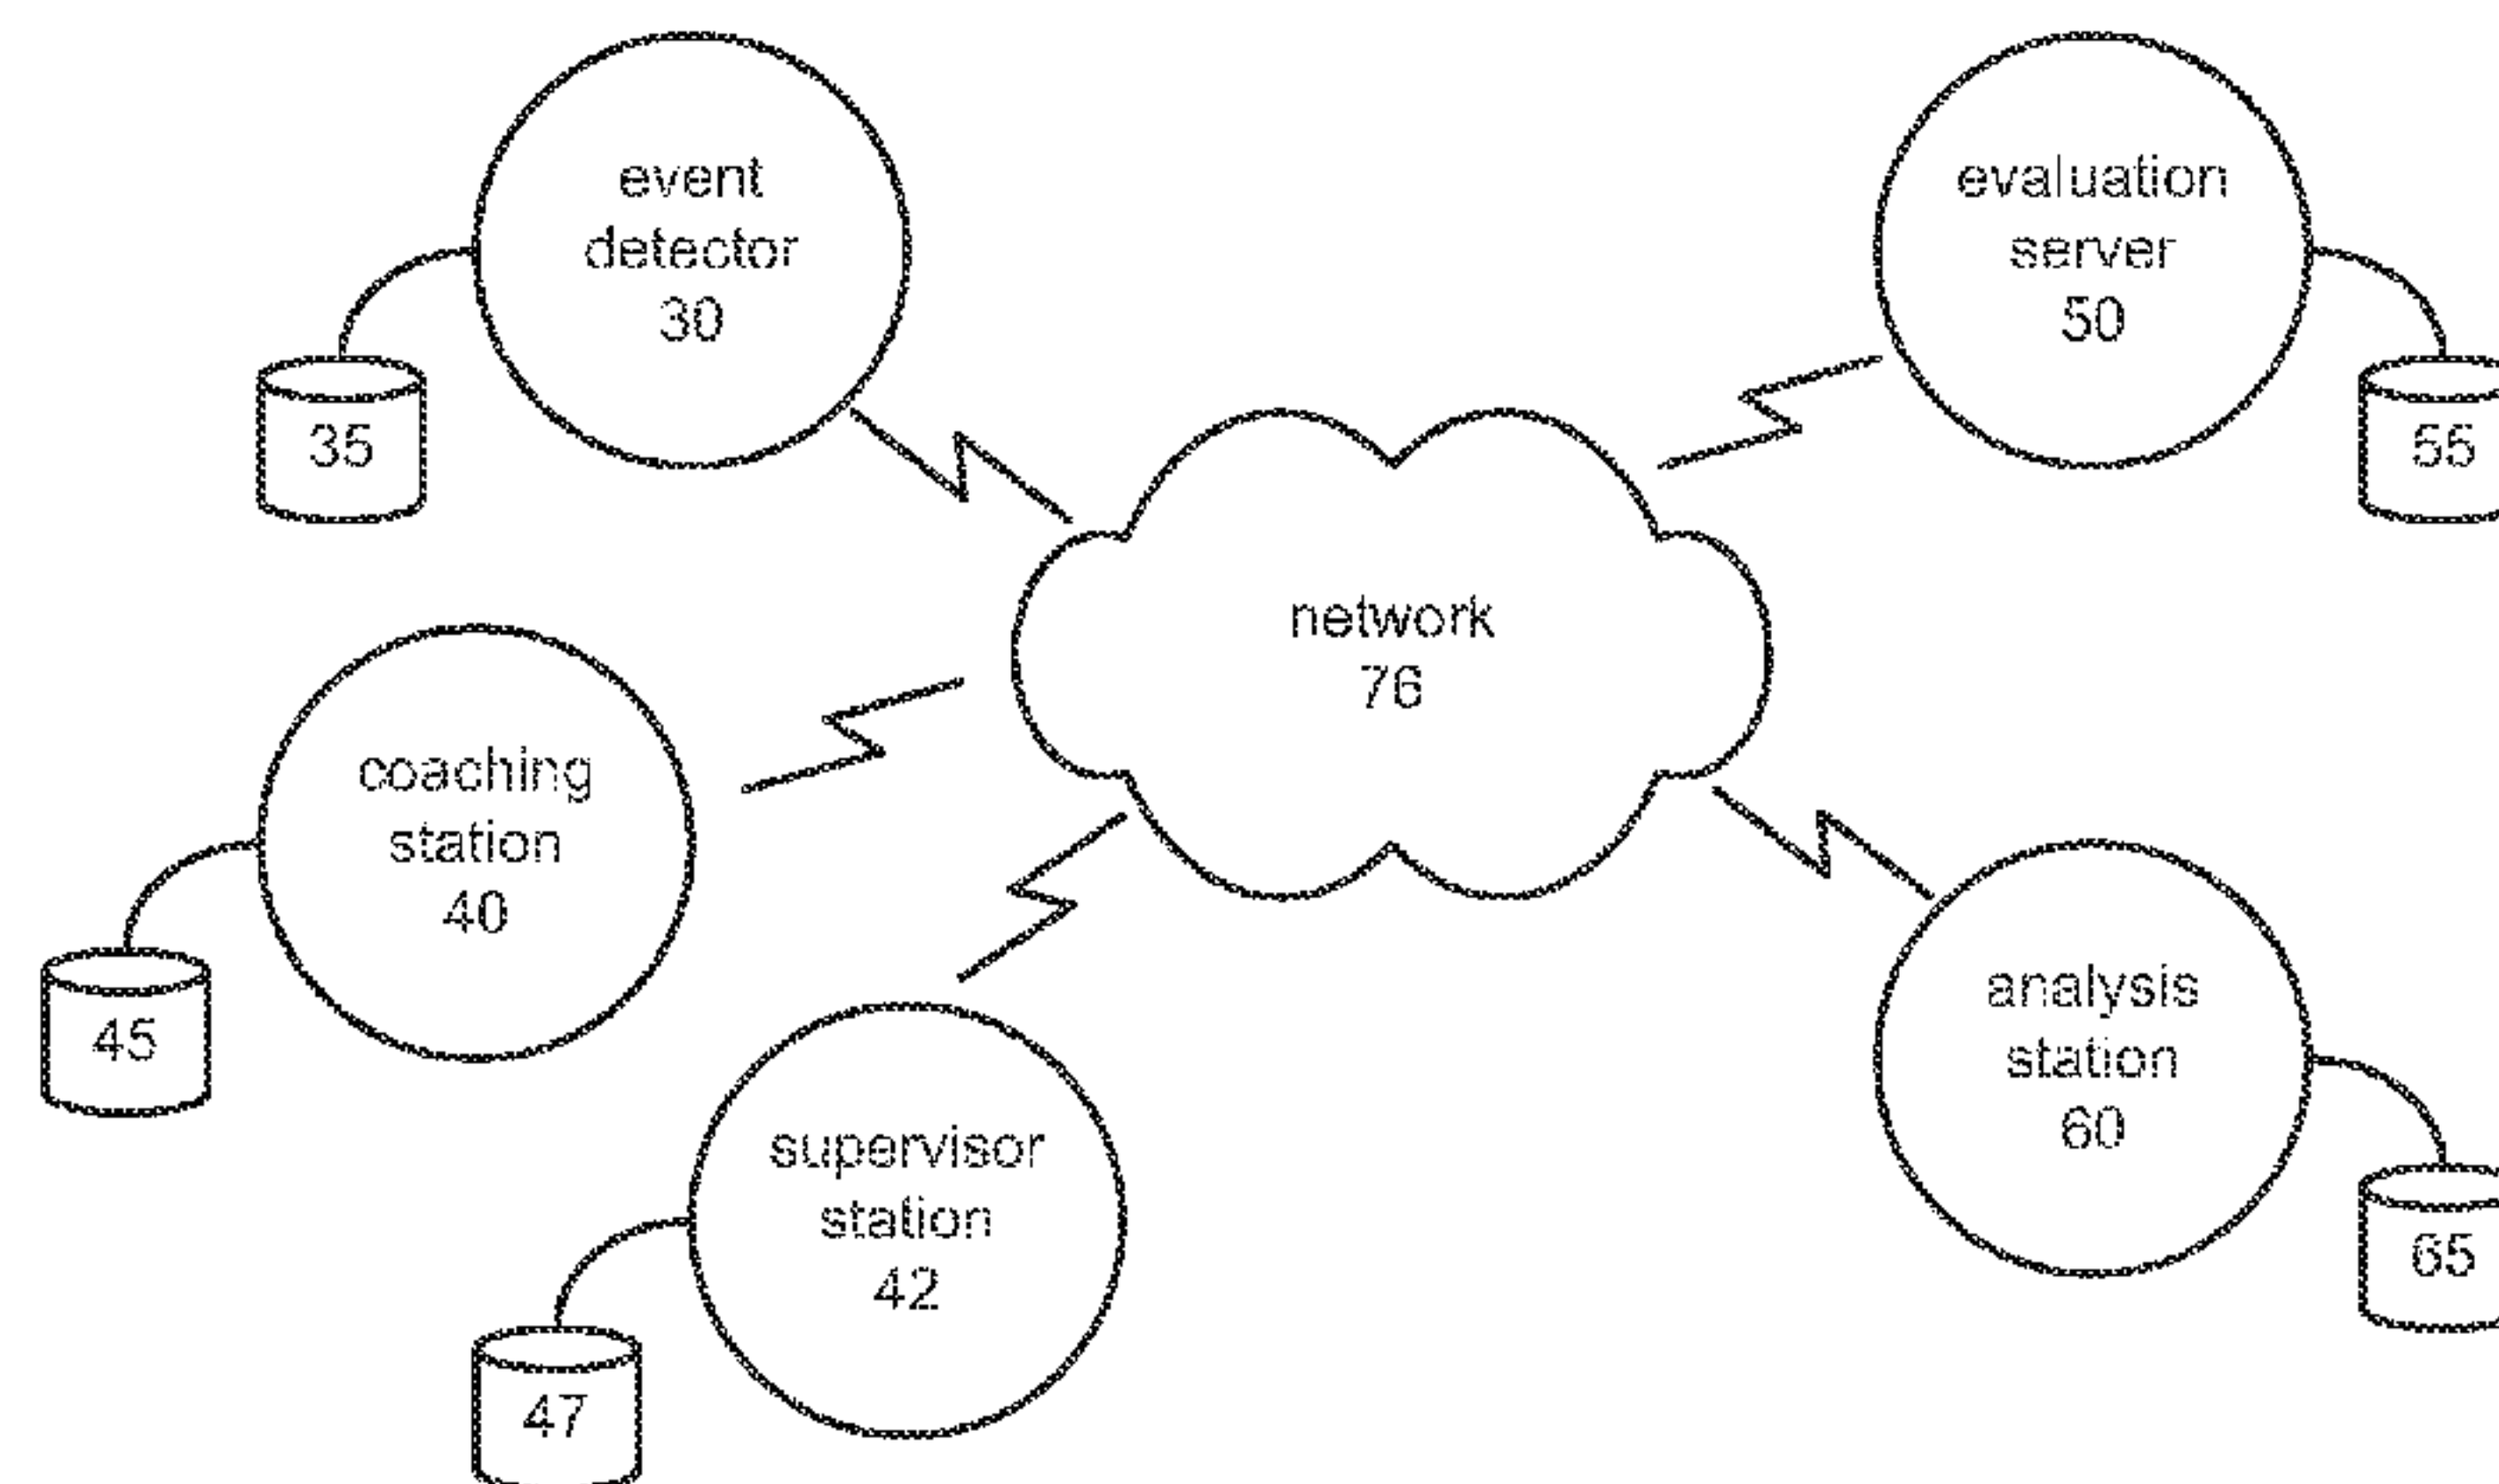 event
detector
30
35
evaluation
server
50
55
network
76
coaching
station
40
45
supervisor
station
42
47
analysis
station
60
65